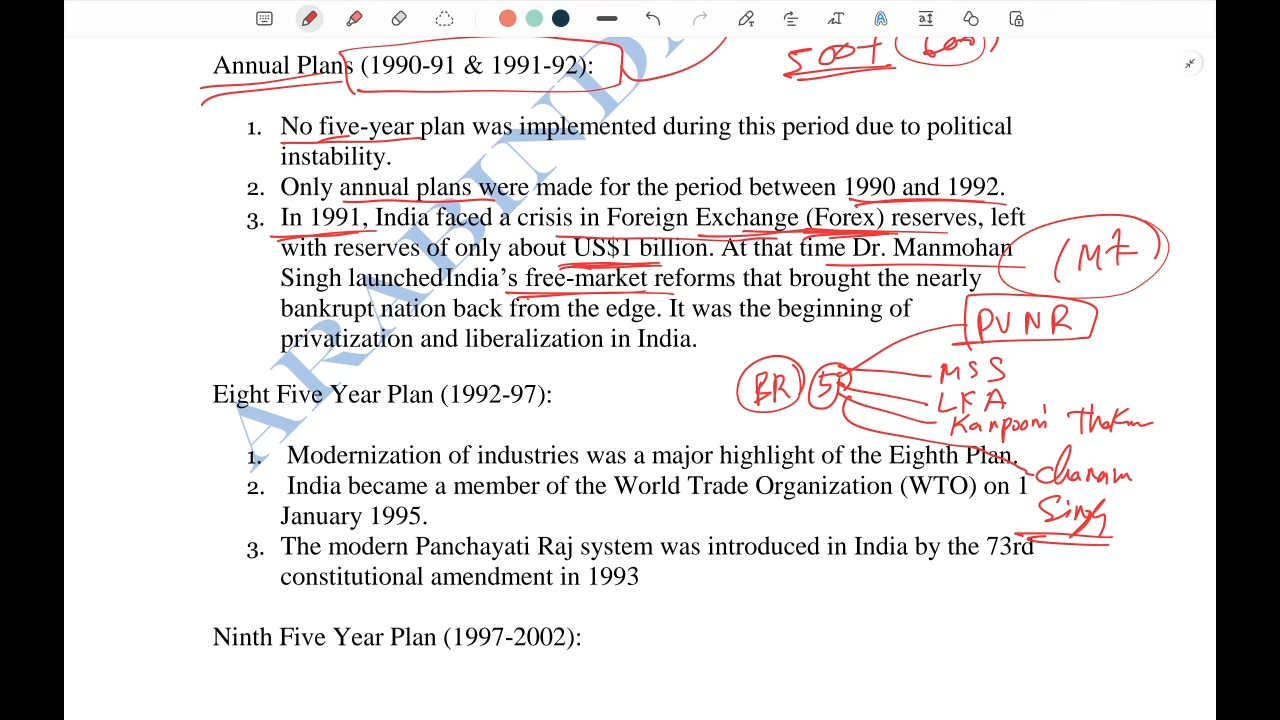 500+ (600)
Annual Plans (1990-91 & 1991-92):
1. No five-year plan was implemented during this period due to political
instability.
2. Only annual plans were made for the period between 1990 and 1992.
3. In 1991, India faced a crisis in Foreign Exchange (Forex) reserves, left
with reserves of only about US$1 billion. At that time Dr. Manmohan
IMF
Singh launchedIndia's free-market reforms that brought the nearly
bankrupt nation back from the edge. It was the beginning of
PVNR
privatization and liberalization in India.
BR 5
MSS
LKA
Eight Five Year Plan (1992-97):
Karpoori Thakur
1. Modernization of industries was a major highlight of the Eighth Plan.
Charam
2. India became a member of the World Trade Organization (WTO) on 1
Singh
January 1995.
3. The modern Panchayati Raj system was introduced in India by the 73rd
constitutional amendment in 1993
Ninth Five Year Plan (1997-2002):
ARABIND